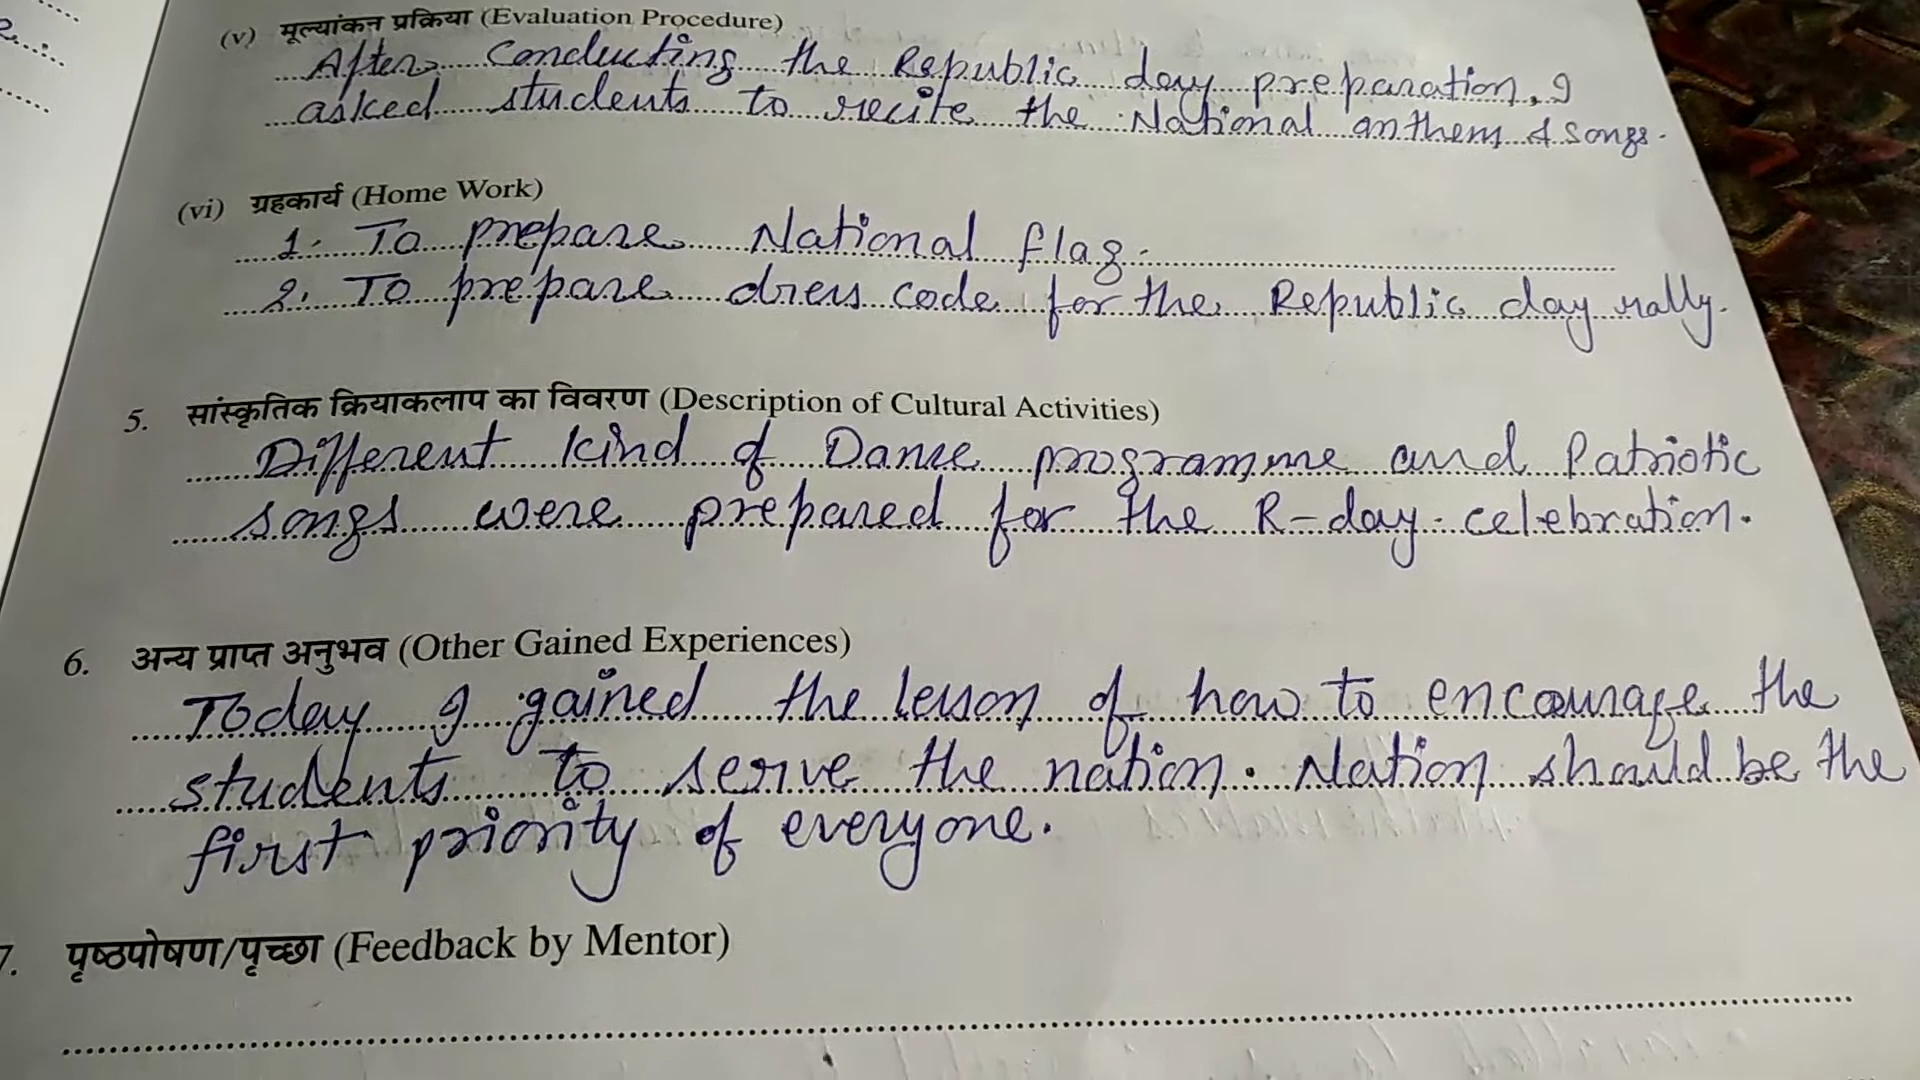 (v) मूल्यांकन प्रक्रिया (Evaluation Procedure)
After conducting the Republic day preparation, I
asked students to recite the National anthem & songs.
(vi) ग्रहकार्य (Home Work)
1. To prepare National flag.
2. To prepare dress code for the Republic day rally.
5. सांस्कृतिक क्रियाकलाप का विवरण (Description of Cultural Activities)
Different kind of Dance programme and Patriotic
songs were prepared for the R-day celebration.
6. अन्य प्राप्त अनुभव (Other Gained Experiences)
Today I gained the lesson of how to encourage the
students to serve the nation. Nation should be the
first priority of everyone.
7. पृष्ठपोषण/पृच्छा (Feedback by Mentor)